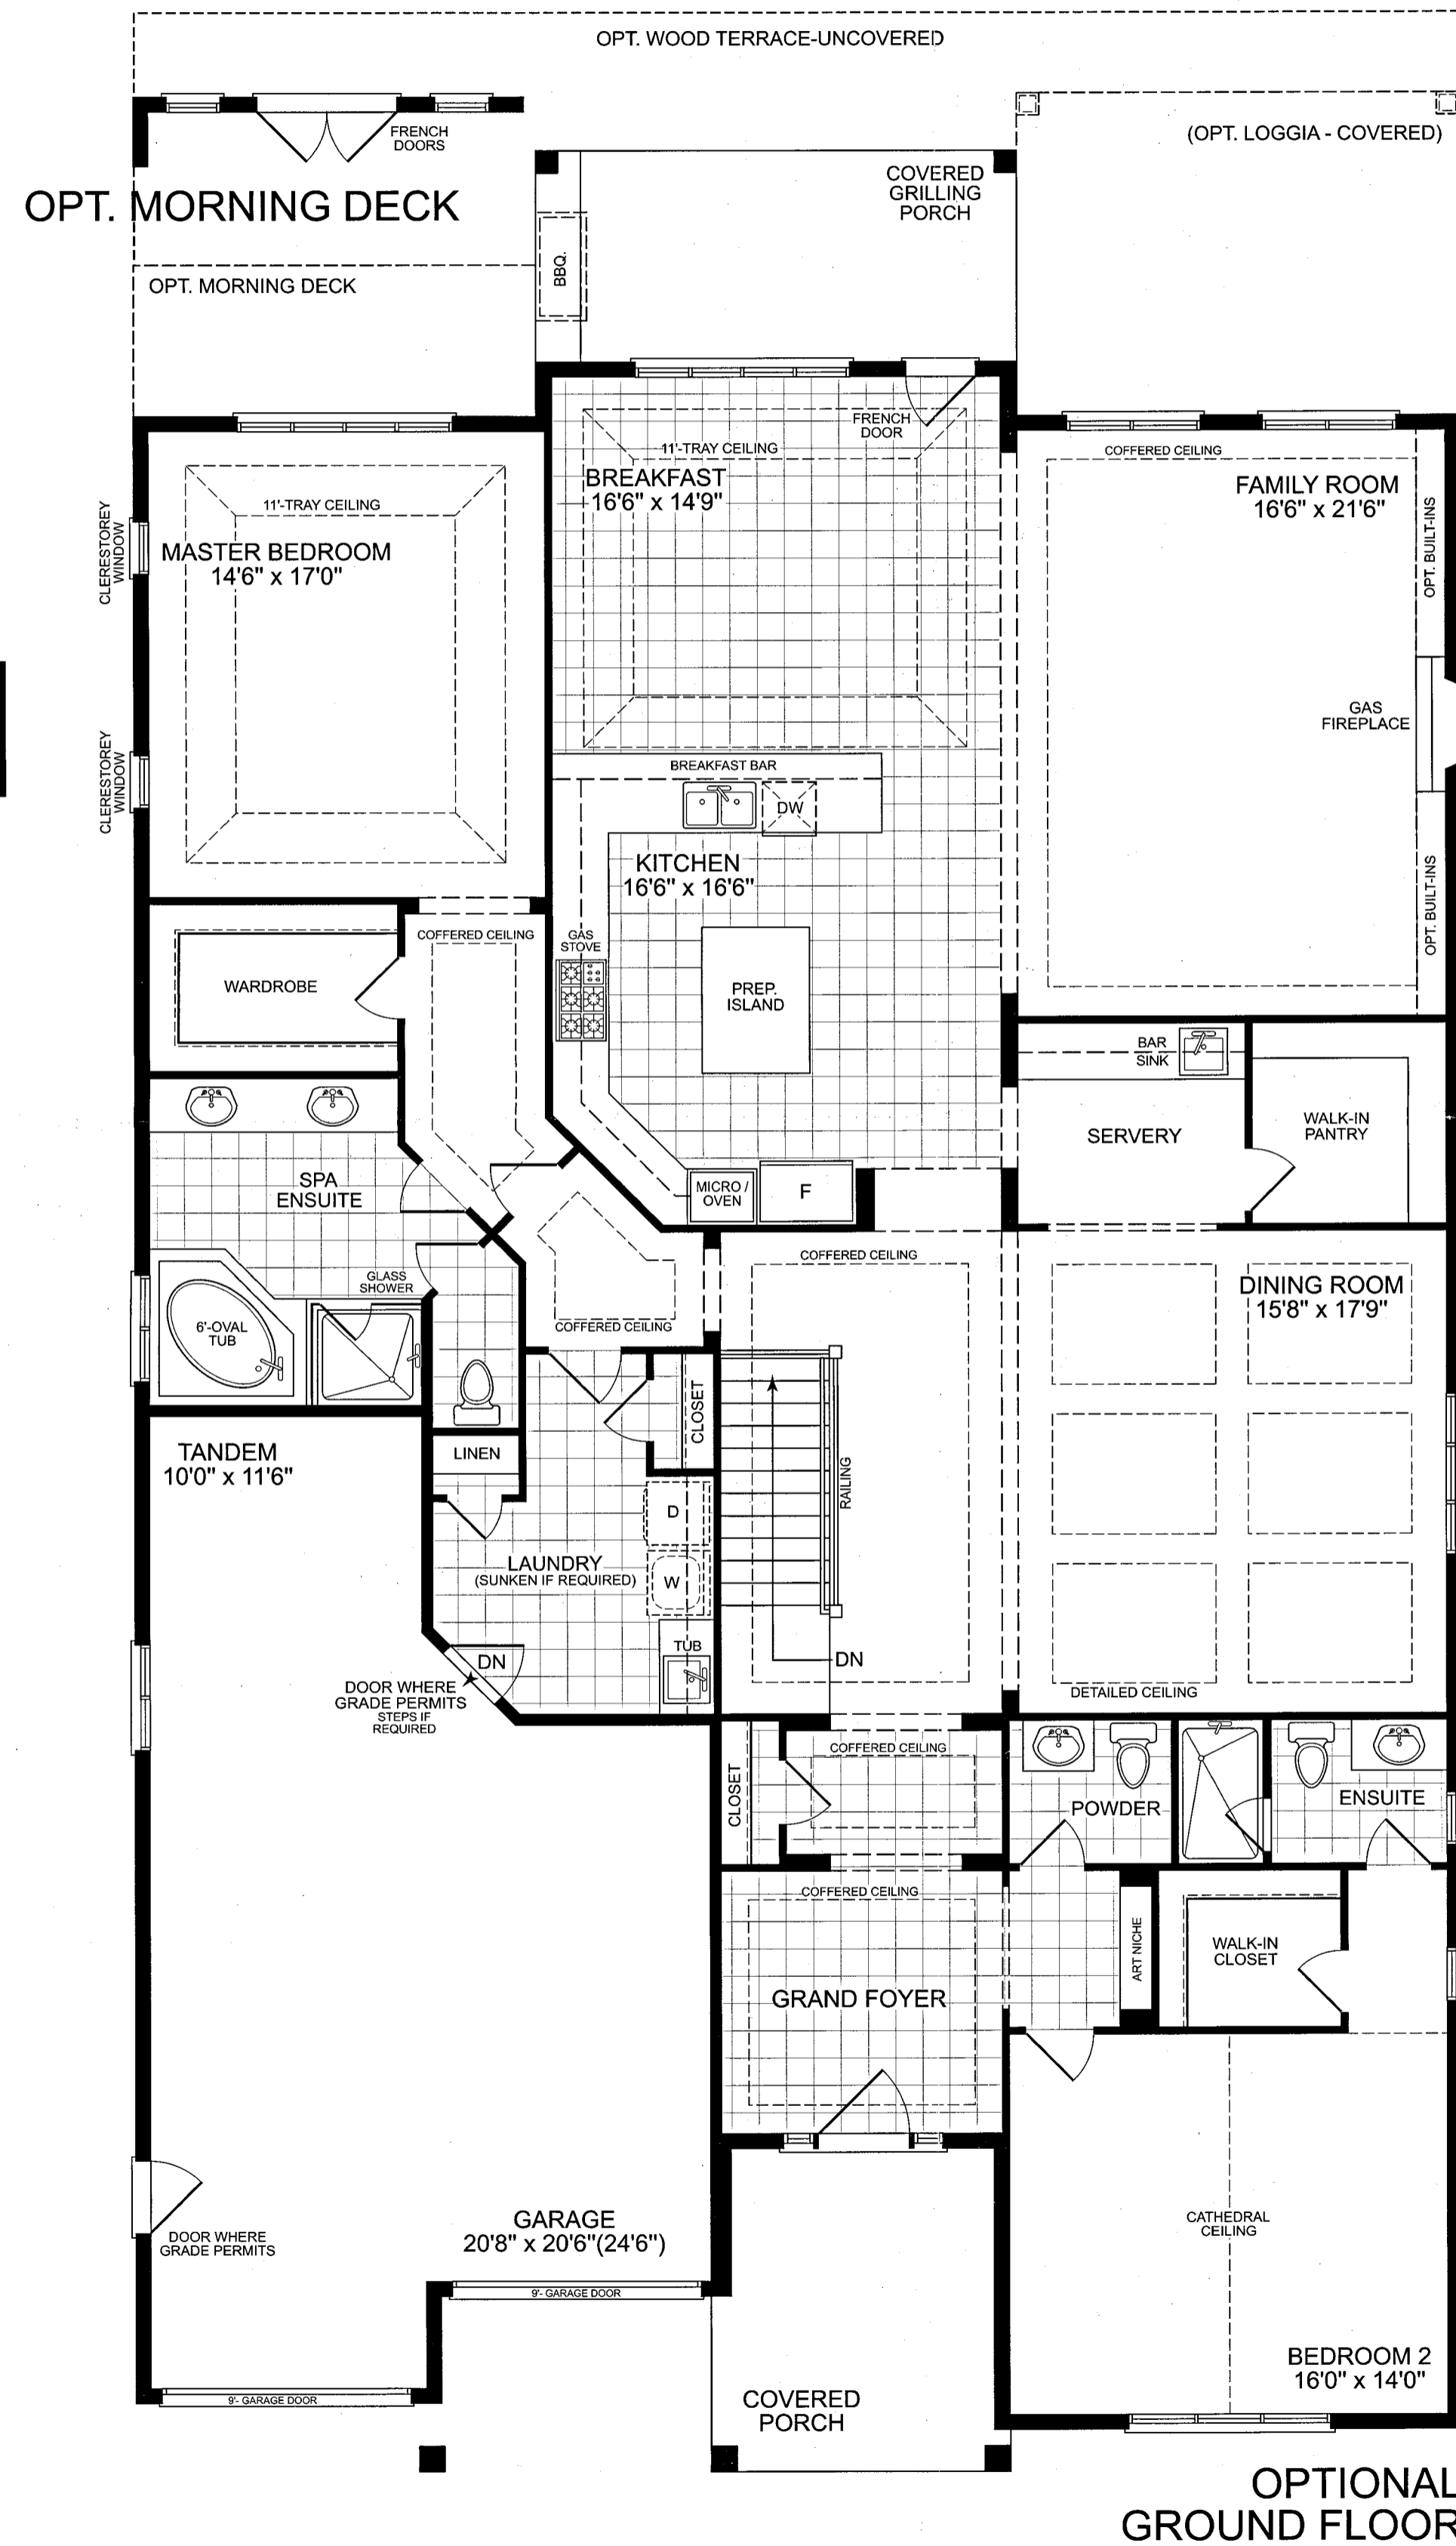 OPT. WOOD TERRACE-UNCOVERED
FRENCH
DOORS
(OPT. LOGGIA - COVERED)
COVERED
GRILLING
PORCH
OPT. MORNING DECK
BBQ.
OPT. MORNING DECK
FRENCH
DOOR
11'-TRAY CEILING
BREAKFAST
16'6" x 14'9"
COFFERED CEILING
FAMILY ROOM
16'6" x 21'6"
OPT. BUILT-INS
11'-TRAY CEILING
MASTER BEDROOM
14'6" x 17'0"
CLERESTOREY
WINDOW
CLERESTOREY
WINDOW
GAS
FIREPLACE
BREAKFAST BAR
DW
KITCHEN
16'6" x 16'6"
OPT. BUILT-INS
COFFERED CEILING
GAS
STOVE
WARDROBE
PREP.
ISLAND
BAR
SINK
SERVERY
WALK-IN
PANTRY
SPA
ENSUITE
MICRO /
OVEN
F
COFFERED CEILING
GLASS
SHOWER
DINING ROOM
15'8" x 17'9"
6'-OVAL
TUB
COFFERED CEILING
CLOSET
TANDEM
10'0" x 11'6"
LINEN
RAILING
D
LAUNDRY
(SUNKEN IF REQUIRED)
W
TUB
DN
DN
DOOR WHERE
GRADE PERMITS
STEPS IF
REQUIRED
DETAILED CEILING
COFFERED CEILING
CLOSET
POWDER
ENSUITE
COFFERED CEILING
ART NICHE
WALK-IN
CLOSET
GRAND FOYER
CATHEDRAL
CEILING
GARAGE
20'8" x 20'6"(24'6")
DOOR WHERE
GRADE PERMITS
9'- GARAGE DOOR
BEDROOM 2
16'0" x 14'0"
9'- GARAGE DOOR
COVERED
PORCH
OPTIONAL
GROUND FLOOR